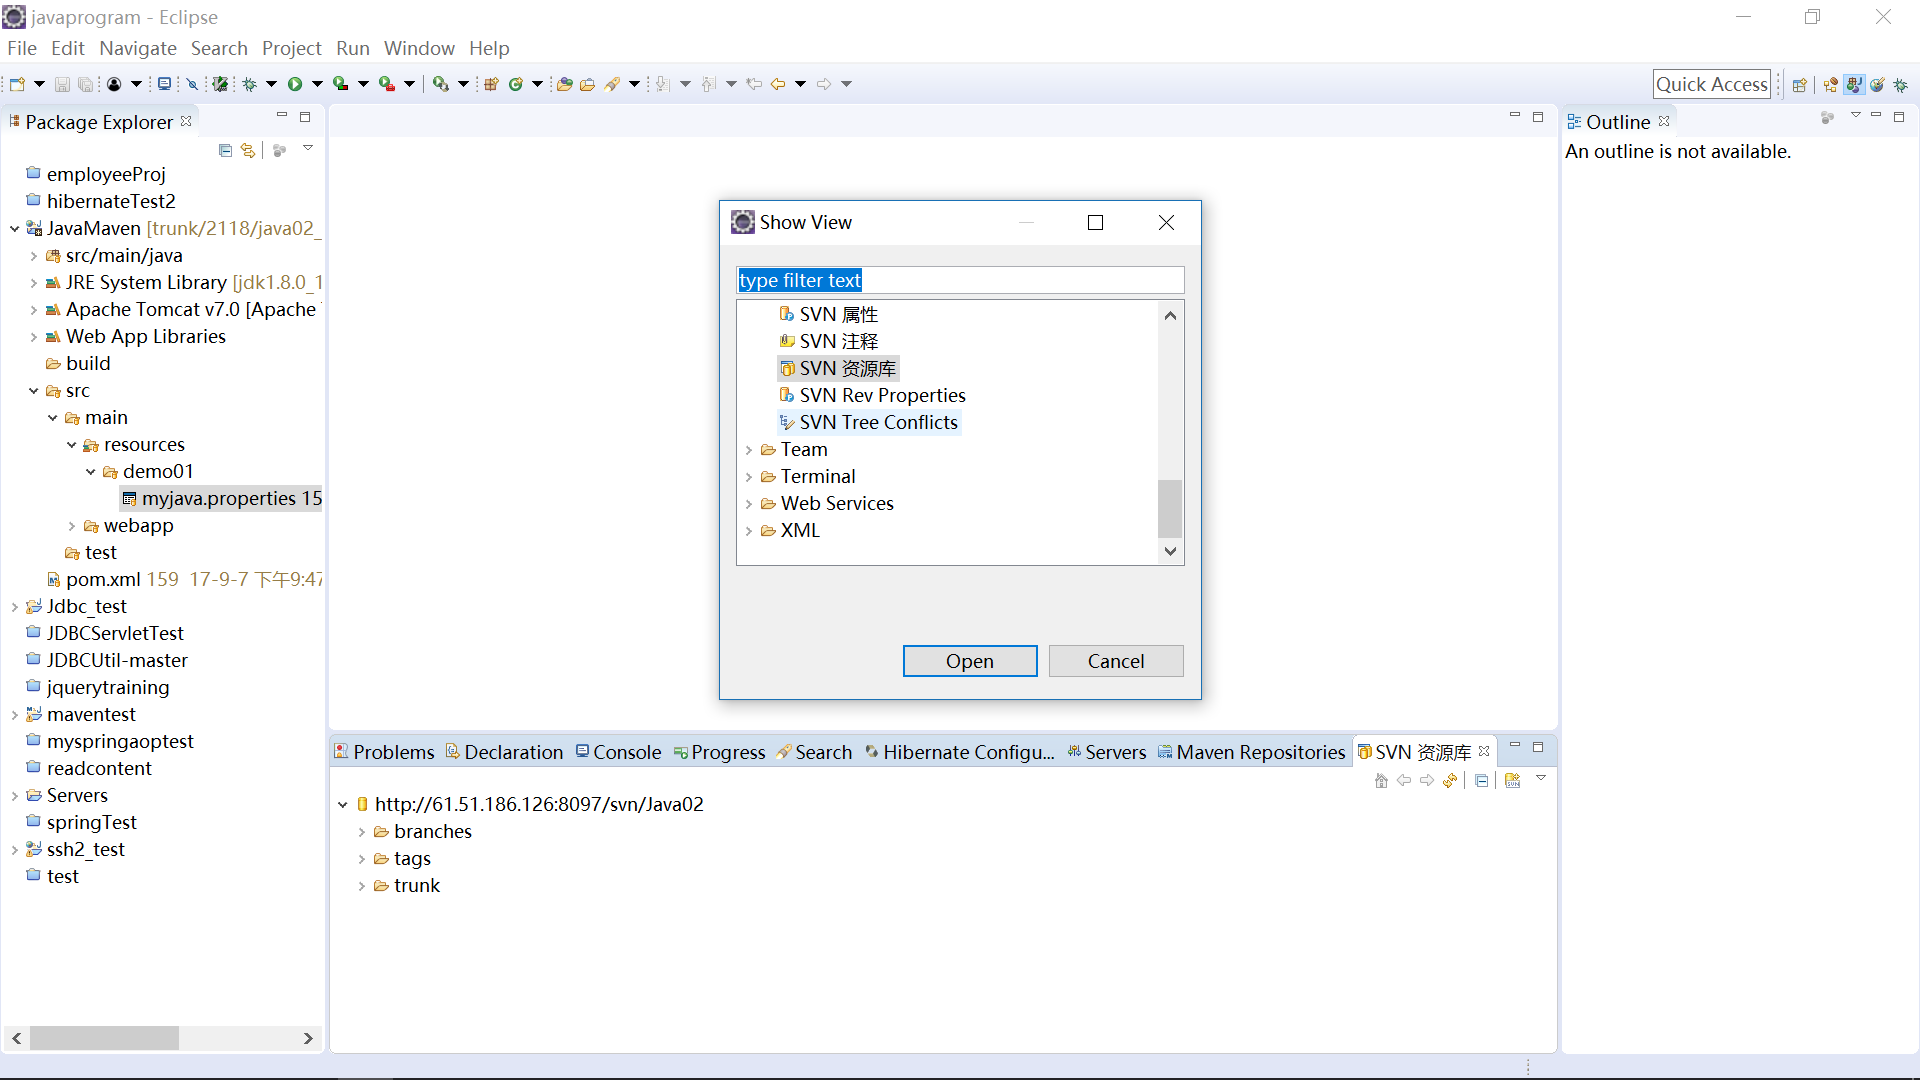 javaprogram - Eclipse
File Edit Navigate Search Project Run Window Help
Quick Access
Package Explorer
employeeProj
hibernateTest2
JavaMaven [trunk/2118/java02_
src/main/java
JRE System Library [jdk1.8.0_1
Apache Tomcat v7.0 [Apache
Web App Libraries
build
src
main
resources
demo01
myjava.properties 15
webapp
test
pom.xml 159 17-9-7 下午9:47
Jdbc_test
JDBCServletTest
JDBCUtil-master
jquerytraining
maventest
myspringaoptest
readcontent
Servers
springTest
ssh2_test
test
Show View
type filter text
SVN 属性
SVN 注释
SVN 资源库
SVN Rev Properties
SVN Tree Conflicts
Team
Terminal
Web Services
XML
Open Cancel
Outline
An outline is not available.
Problems Declaration Console Progress Search Hibernate Configu... Servers Maven Repositories SVN 资源库
http://61.51.186.126:8097/svn/Java02
branches
tags
trunk